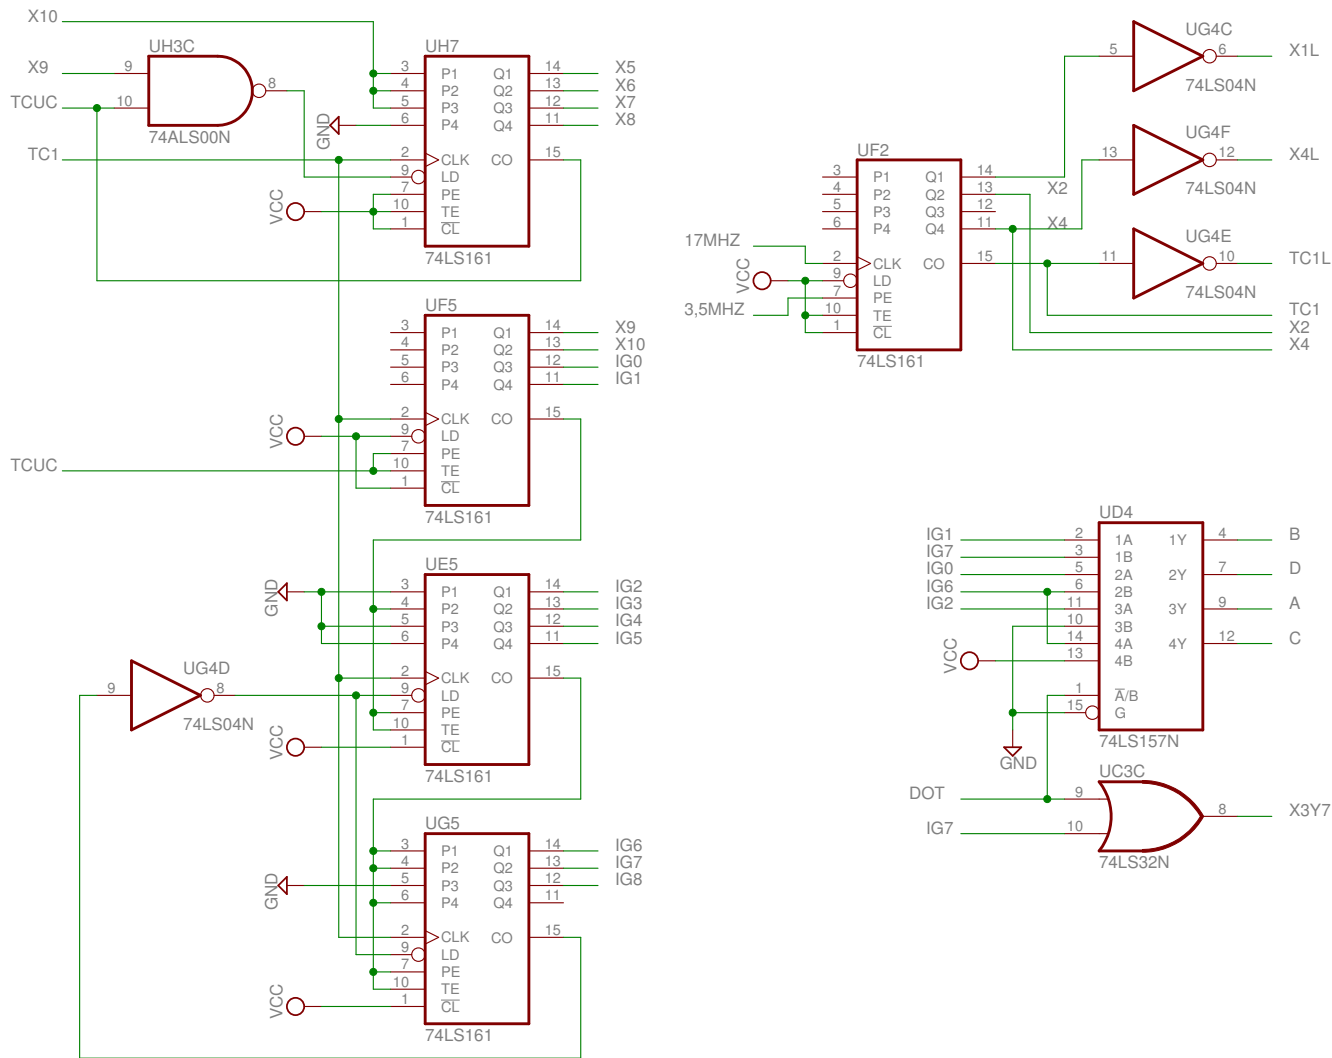 X10
UH3C
X9
9
8
TCUC
10
74ALS00N
TC1
UH7
3 P1 Q1 14 X5
4 P2 Q2 13 X6
5 P3 Q3 12 X7
GND 6 P4 Q4 11 X8
2 CLK CO 15
9 LD
7 PE
VCC 10 TE
1 CL
74LS161
UF5
3 P1 Q1 14 X9
4 P2 Q2 13 X10
5 P3 Q3 12 IG0
6 P4 Q4 11 IG1
2 CLK CO 15
VCC 9 LD
7 PE
TCUC 10 TE
1 CL
74LS161
UE5
GND 3 P1 Q1 14 IG2
4 P2 Q2 13 IG3
5 P3 Q3 12 IG4
6 P4 Q4 11 IG5
2 CLK CO 15
UG4D
9 8
74LS04N
9 LD
7 PE
10 TE
VCC 1 CL
74LS161
UG5
3 P1 Q1 14 IG6
4 P2 Q2 13 IG7
GND 5 P3 Q3 12 IG8
6 P4 Q4 11
2 CLK CO 15
9 LD
7 PE
10 TE
VCC 1 CL
74LS161
UG4C
5 6 X1L
74LS04N
UG4F
13 12 X4L
74LS04N
UF2
3 P1 Q1 14
4 P2 Q2 13 X2
5 P3 Q3 12
6 P4 Q4 11 X4
17MHZ
2 CLK CO 15
VCC 9 LD
7 PE
3,5MHZ 10 TE
1 CL
74LS161
UG4E
11 10 TC1L
74LS04N
TC1
X2
X4
UD4
IG1 2 1A 1Y 4 B
IG7 3 1B
IG0 5 2A 2Y 7 D
IG6 6 2B
IG2 11 3A 3Y 9 A
10 3B
14 4A 4Y 12 C
VCC 13 4B
1 A/B
15 G
74LS157N
GND
UC3C
DOT 9
8 X3Y7
IG7 10
74LS32N